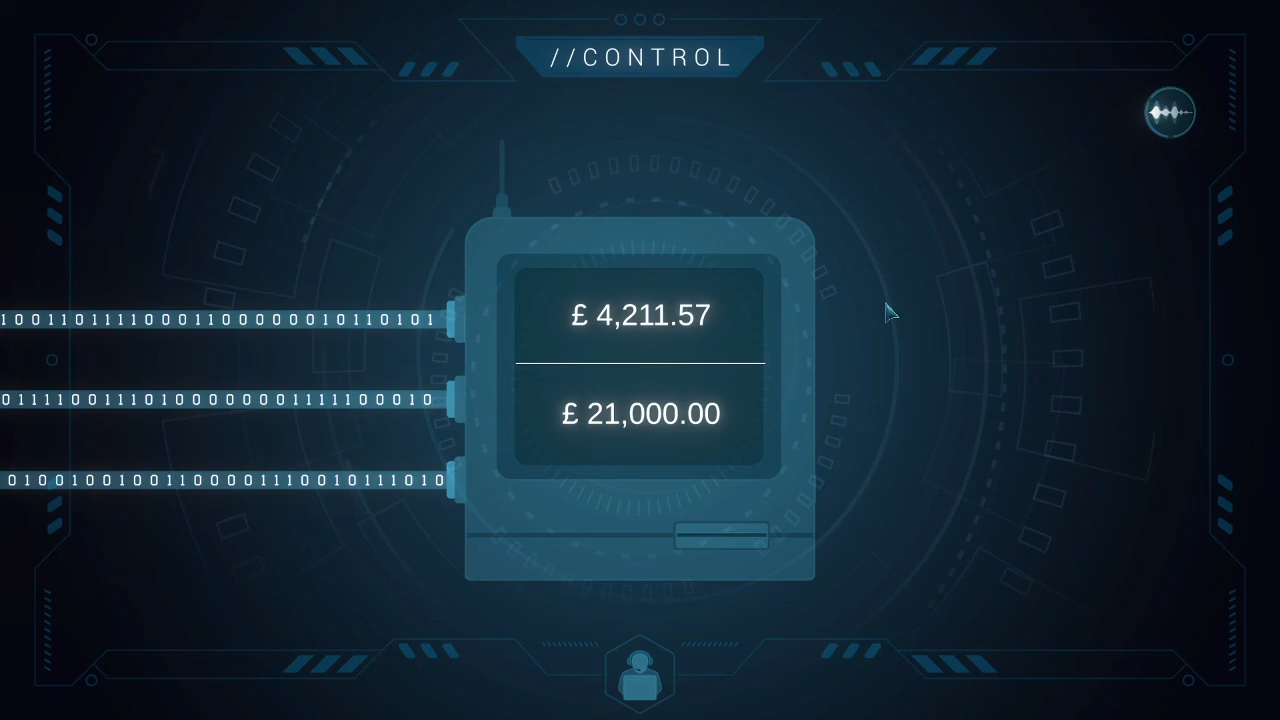 //CONTROL
£ 4,211.57
£ 21,000.00
1 0 0 1 1 0 1 1 1 1 0 0 0 1 1 0 0 0 0 0 0 1 0 1 1 0 1 0 1
0 1 1 1 1 0 0 1 1 1 0 1 0 0 0 0 0 0 0 0 1 1 1 1 1 0 0 0 1 0
0 1 0 0 1 0 1 0 0 1 0 0 1 1 0 0 0 0 1 1 1 0 0 1 0 1 1 1 0 1 0